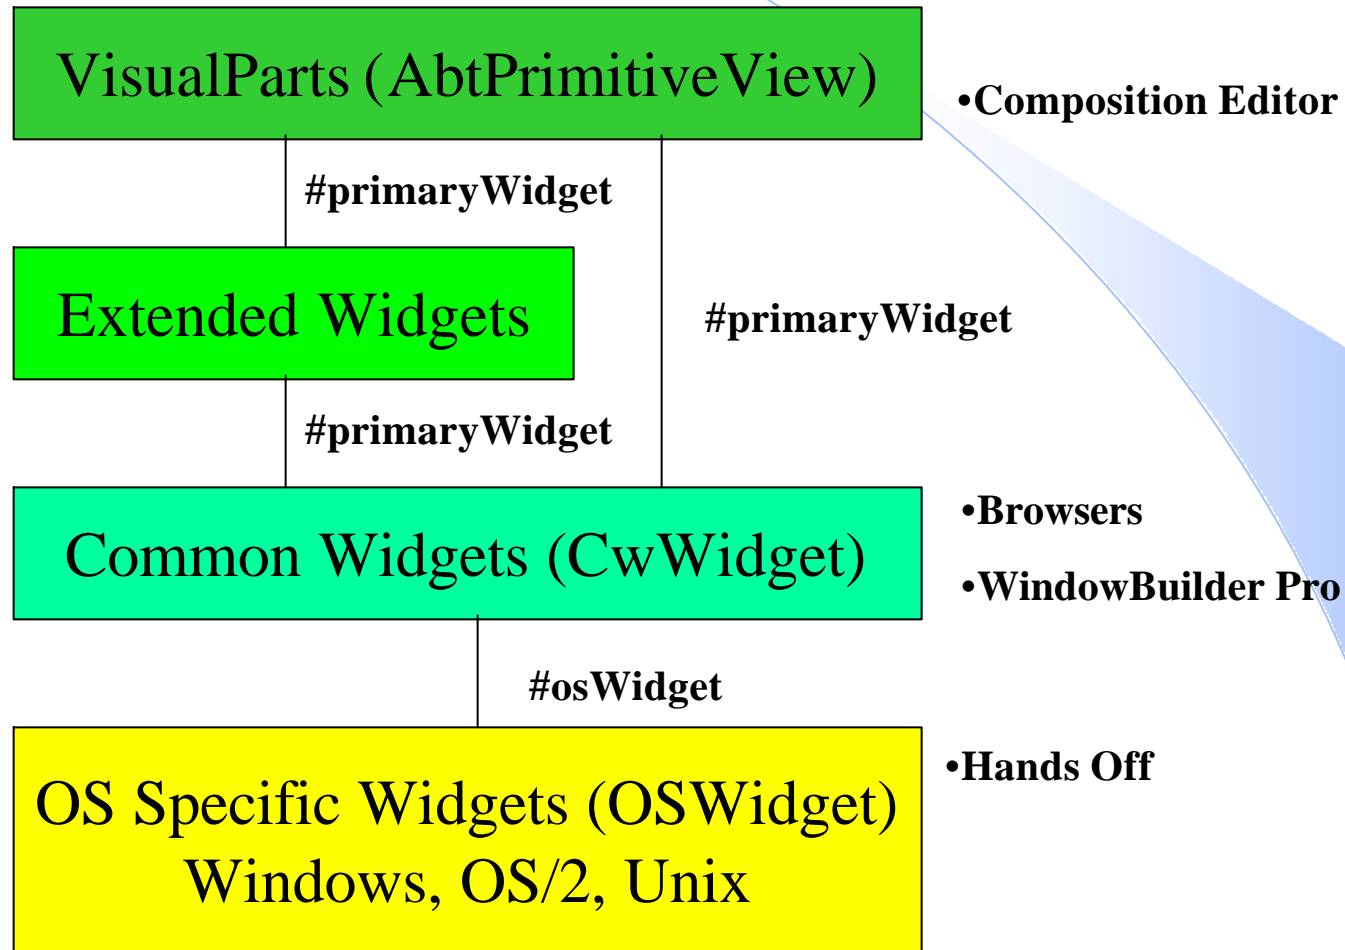 VisualParts (AbtPrimitiveView)
•Composition Editor
#primaryWidget
Extended Widgets
#primaryWidget
#primaryWidget
Common Widgets (CwWidget)
•Browsers
•WindowBuilder Pro
#osWidget
OS Specific Widgets (OSWidget)
Windows, OS/2, Unix
•Hands Off